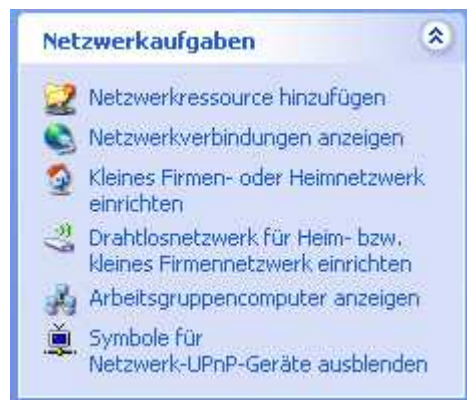 Netzwerkaufgaben
Netzwerkressource hinzufügen
Netzwerkverbindungen anzeigen
Kleines Firmen- oder Heimnetzwerk
einrichten
Drahtlosnetzwerk für Heim- bzw.
kleines Firmennetzwerk einrichten
Arbeitsgruppencomputer anzeigen
Symbole für
Netzwerk-UPnP-Geräte ausblenden